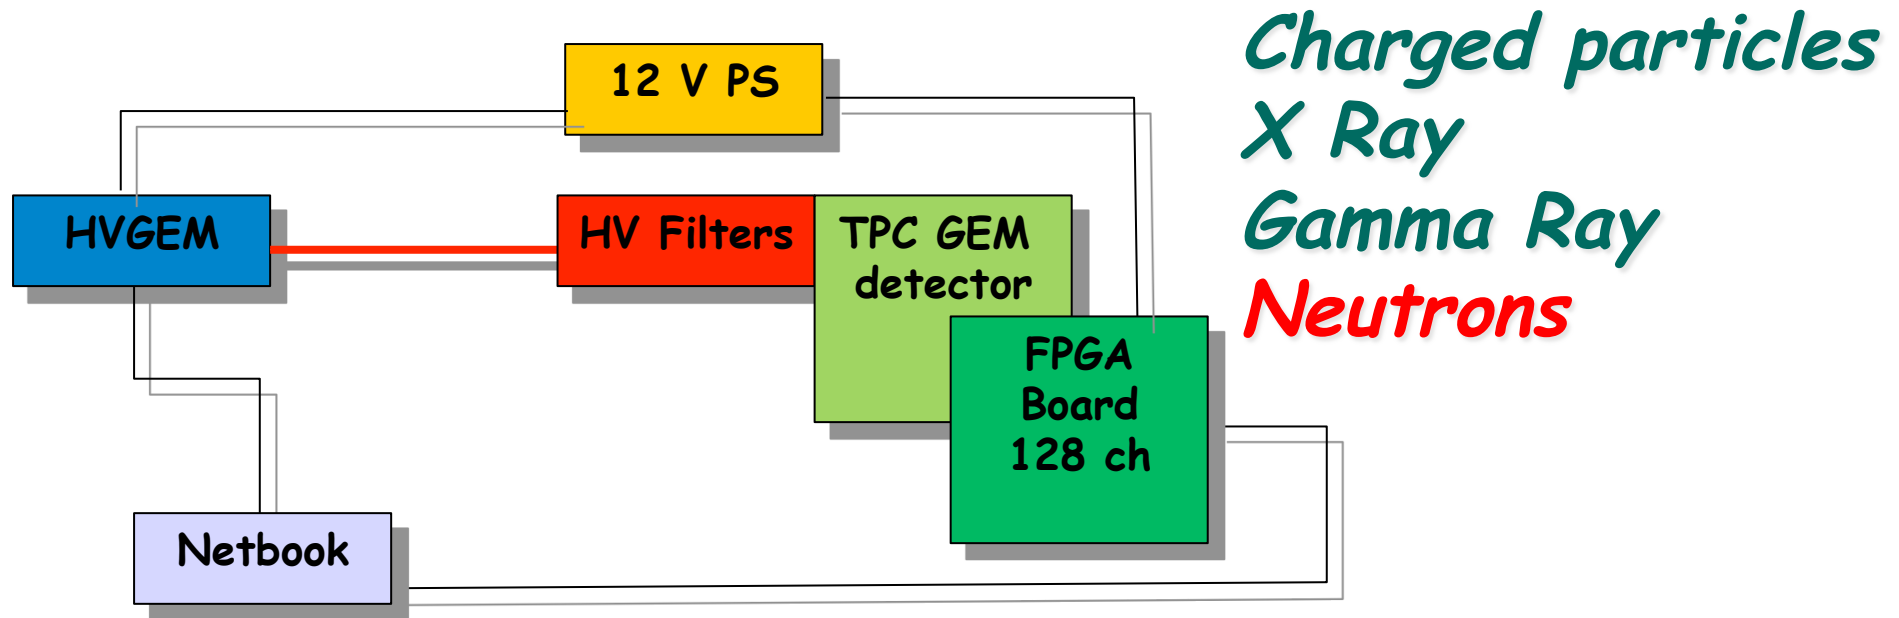 12 V PS
HVGEM
HV Filters
TPC GEM
detector
FPGA
Board
128 ch
Netbook
Charged particles
X Ray
Gamma Ray
Neutrons